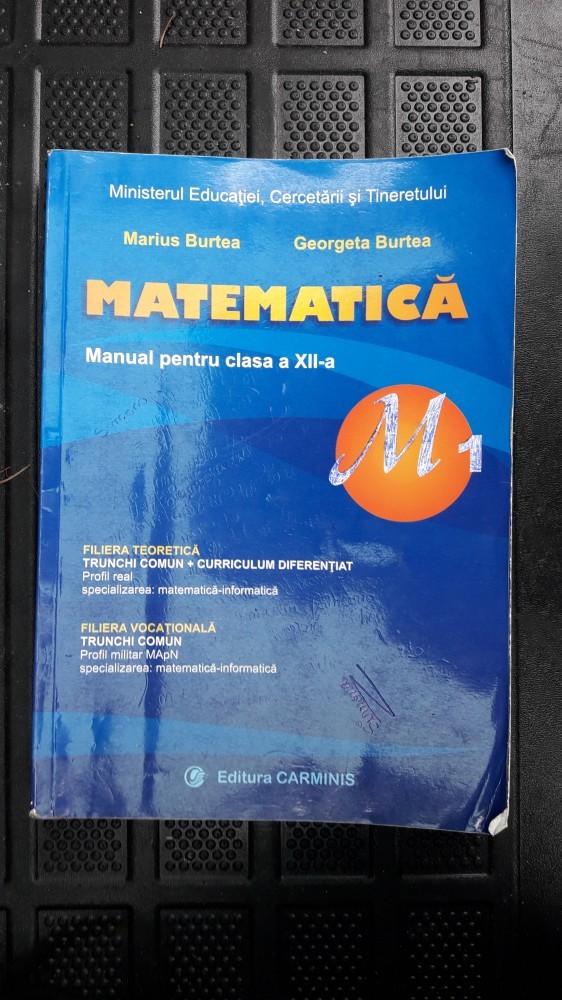 Ministerul Educaţiei, Cercetării şi Tineretului
Marius Burtea Georgeta Burtea
MATEMATICĂ
Manual pentru clasa a XII-a
M1
FILIERA TEORETICĂ
TRUNCHI COMUN + CURRICULUM DIFERENŢIAT
Profil real
specializarea: matematică-informatică
FILIERA VOCAŢIONALĂ
TRUNCHI COMUN
Profil militar MApN
specializarea: matematică-informatică
Editura CARMINIS